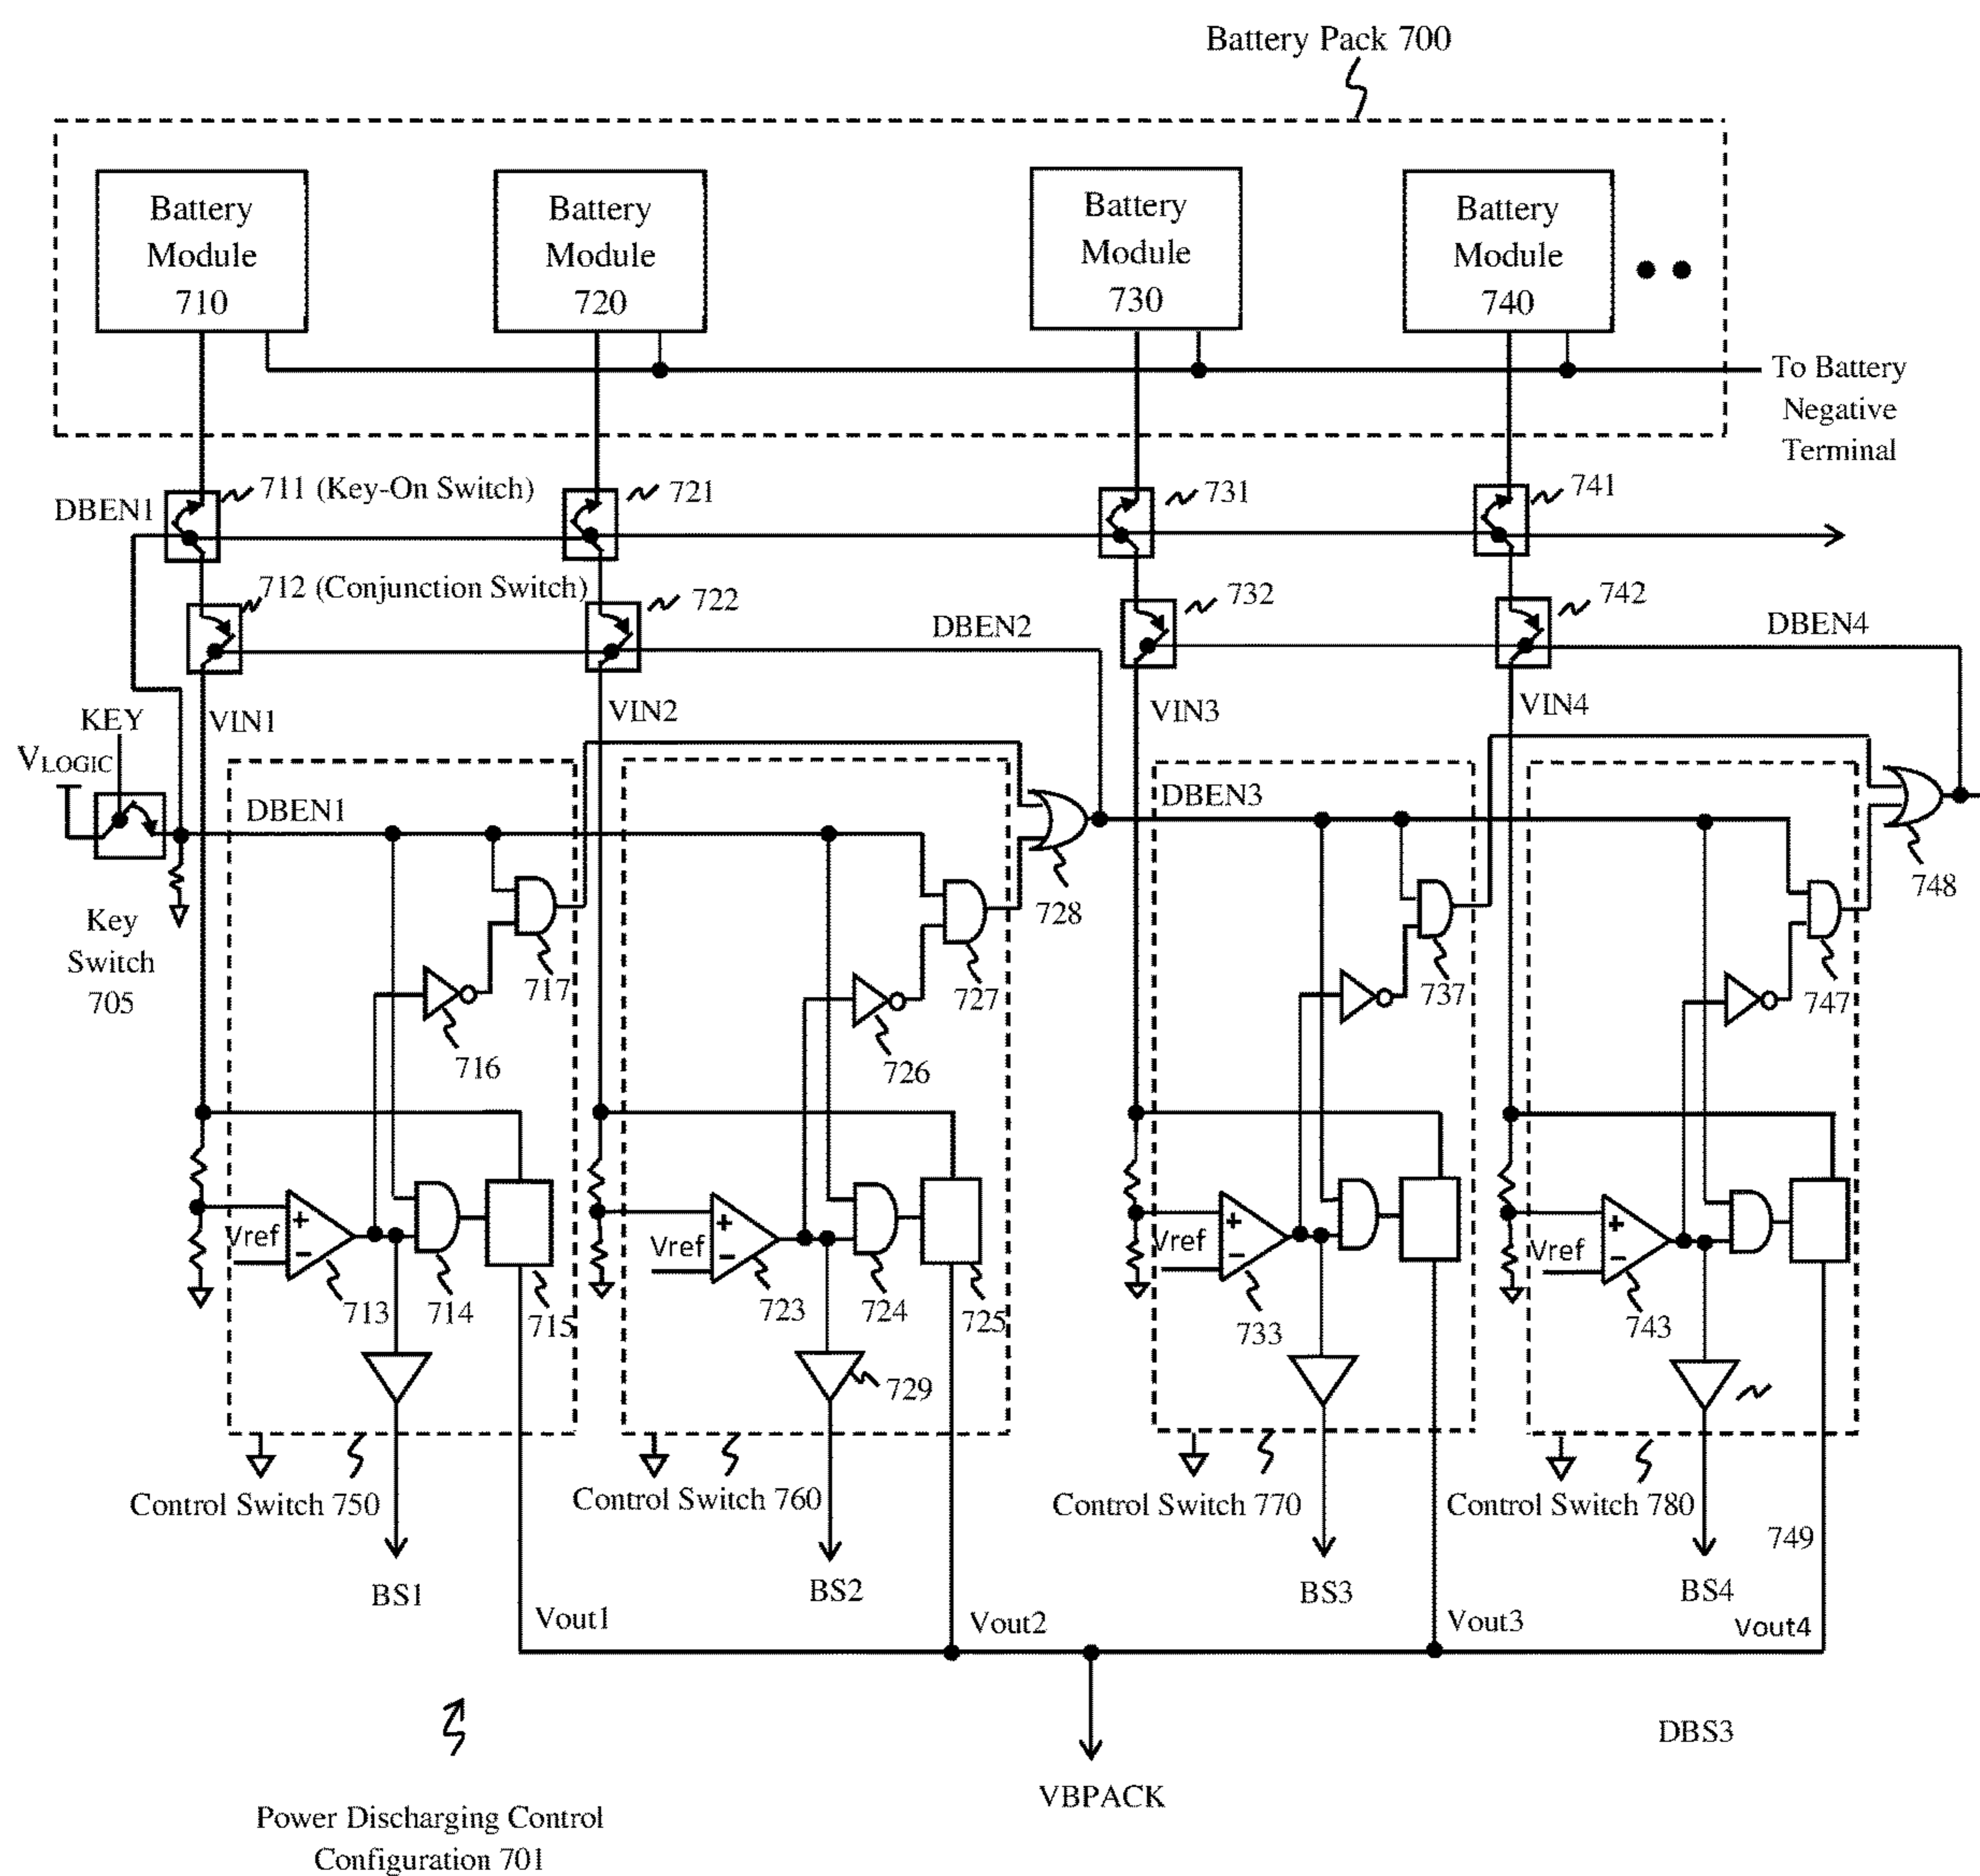 Battery Pack 700
Battery
Module
710
Battery
Module
720
Battery
Module
730
Battery
Module
740
To Battery
Negative
Terminal
DBEN1
711 (Key-On Switch)
721
731
741
712 (Conjunction Switch)
722
DBEN2
732
742
DBEN4
KEY
VLOGIC
VIN1
VIN2
VIN3
VIN4
DBEN1
DBEN3
728
748
Key
Switch
705
717
727
737
747
716
726
Vref
+
−
Vref
+
−
Vref
+
−
Vref
+
−
713
714
715
723
724
725
733
743
729
Control Switch 750
Control Switch 760
Control Switch 770
Control Switch 780
749
BS1
BS2
BS3
BS4
Vout1
Vout2
Vout3
Vout4
DBS3
VBPACK
Power Discharging Control
Configuration 701